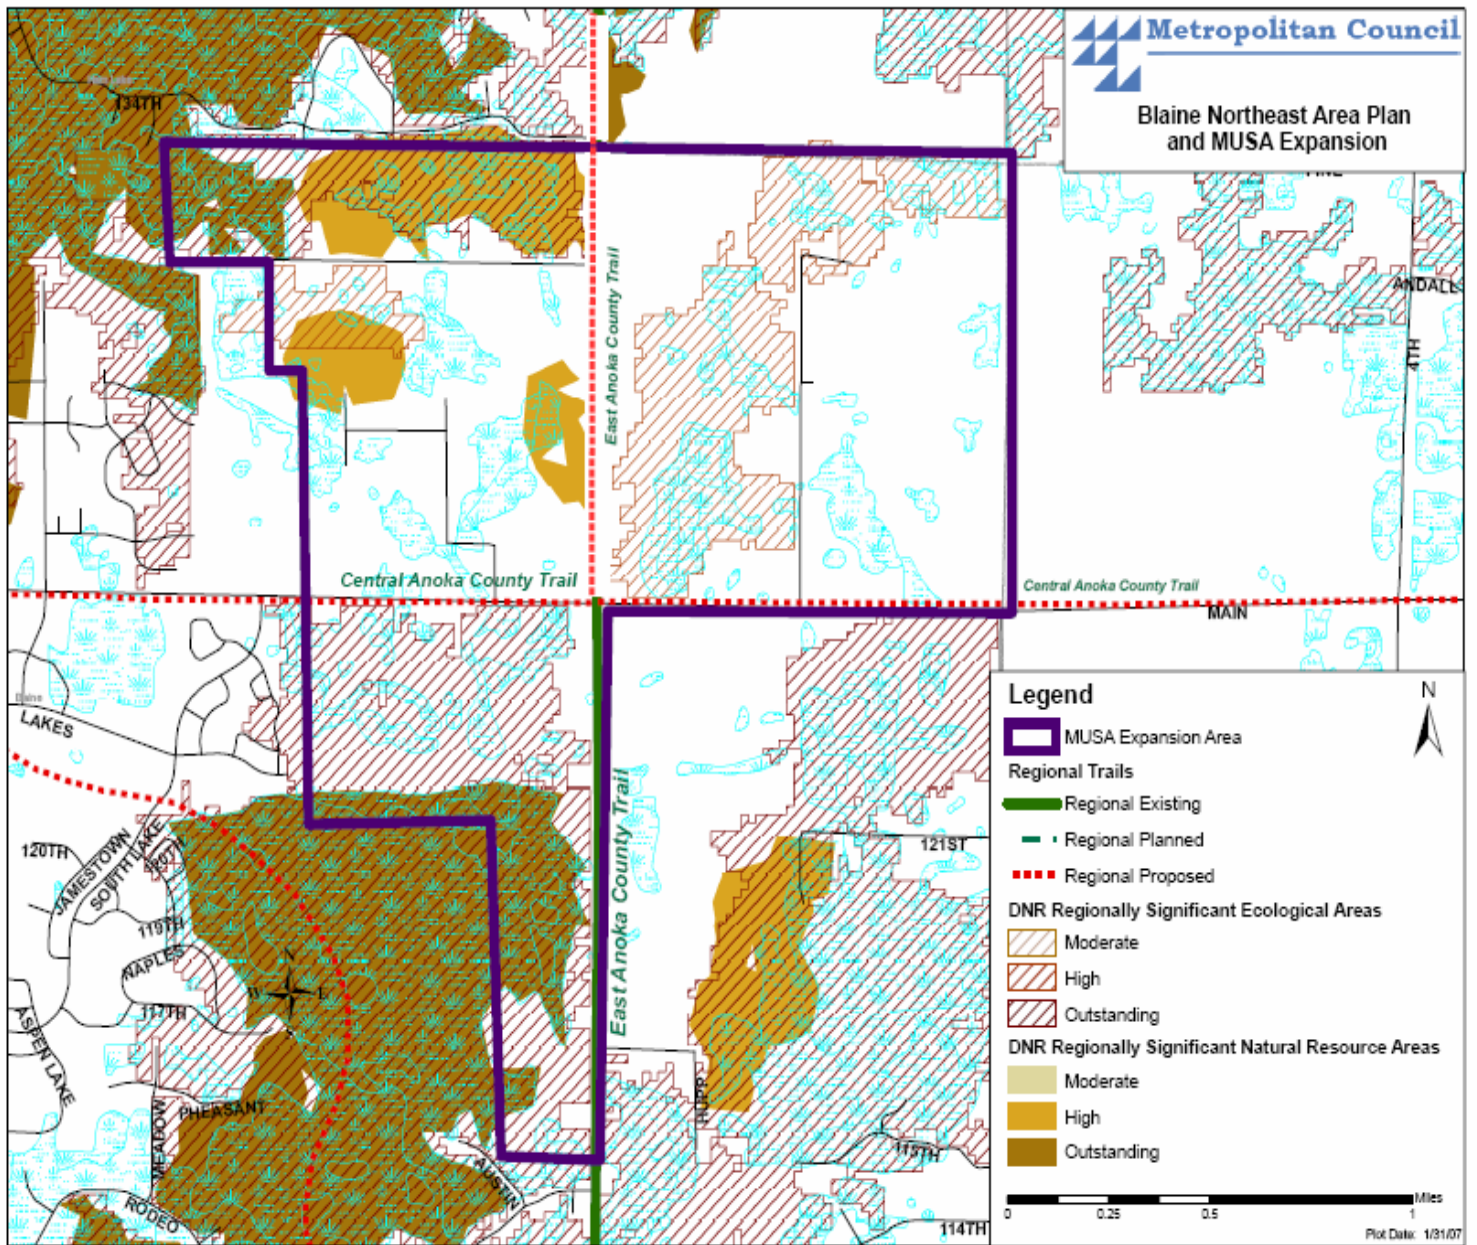 Metropolitan Council
Blaine Northeast Area Plan
and MUSA Expansion
134TH
ANDALL
4TH
East Anoka County Trail
Central Anoka County Trail
Central Anoka County Trail
MAIN
Blaine
LAKES
East Anoka County Trail
121ST
120TH
JAMESTOWN
SOUTH LAKE
120TH
119TH
NAPLES
117TH
N
W
E
S
ASPEN LAKE
PHEASANT
MEADOW
RODEO
AUSTIN
HUPP
115TH
114TH
Legend
N
MUSA Expansion Area
Regional Trails
Regional Existing
Regional Planned
Regional Proposed
DNR Regionally Significant Ecological Areas
Moderate
High
Outstanding
DNR Regionally Significant Natural Resource Areas
Moderate
High
Outstanding
Miles
0 0.25 0.5 1
Plot Date: 1/31/07